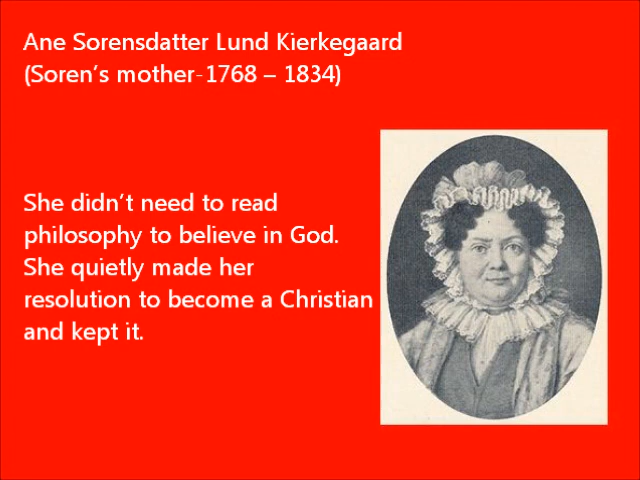 Ane Sorensdatter Lund Kierkegaard
(Soren’s mother-1768 – 1834)
She didn’t need to read
philosophy to believe in God.
She quietly made her
resolution to become a Christian
and kept it.